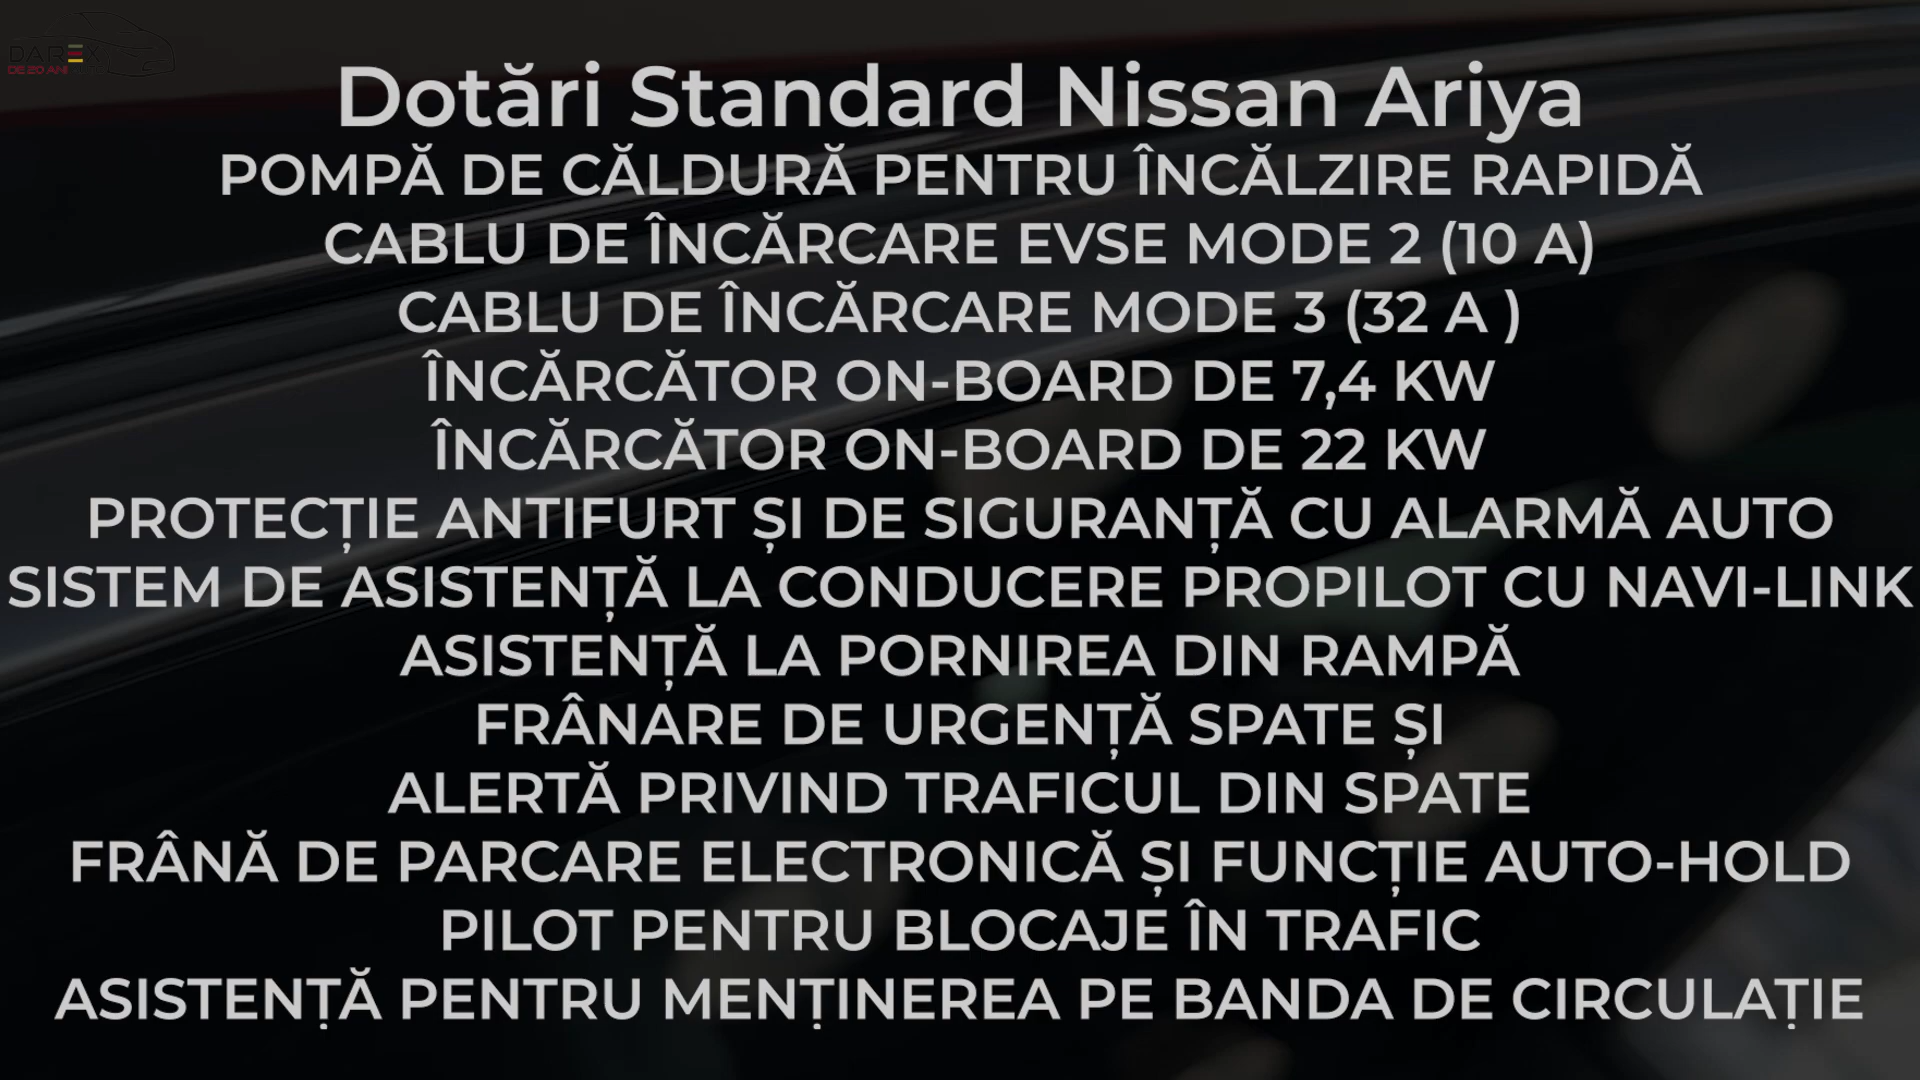 DAREX
DE 20 ANI
Dotări Standard Nissan Ariya
POMPĂ DE CĂLDURĂ PENTRU ÎNCĂLZIRE RAPIDĂ
CABLU DE ÎNCĂRCARE EVSE MODE 2 (10 A)
CABLU DE ÎNCĂRCARE MODE 3 (32 A )
ÎNCĂRCĂTOR ON-BOARD DE 7,4 KW
ÎNCĂRCĂTOR ON-BOARD DE 22 KW
PROTECȚIE ANTIFURT ȘI DE SIGURANȚĂ CU ALARMĂ AUTO
SISTEM DE ASISTENȚĂ LA CONDUCERE PROPILOT CU NAVI-LINK
ASISTENȚĂ LA PORNIREA DIN RAMPĂ
FRÂNARE DE URGENȚĂ SPATE ȘI
ALERTĂ PRIVIND TRAFICUL DIN SPATE
FRÂNĂ DE PARCARE ELECTRONICĂ ȘI FUNCȚIE AUTO-HOLD
PILOT PENTRU BLOCAJE ÎN TRAFIC
ASISTENȚĂ PENTRU MENȚINEREA PE BANDA DE CIRCULAȚIE